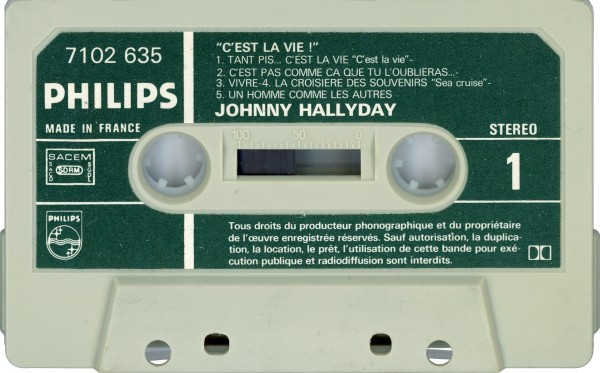 7102 635
PHILIPS
MADE IN FRANCE
SACEM
SACD
SDRM
SGDL
PHILIPS
"C'EST LA VIE !"
1. TANT PIS... C'EST LA VIE "C'est la vie"-
2. C'EST PAS COMME CA QUE TU L'OUBLIERAS...-
3. VIVRE-4. LA CROISIERE DES SOUVENIRS "Sea cruise"-
5. UN HOMME COMME LES AUTRES
JOHNNY HALLYDAY
100 50 0
STEREO
1
Tous droits du producteur phonographique et du propriétaire
de l'œuvre enregistrée réservés. Sauf autorisation, la duplica-
tion, la location, le prêt, l'utilisation de cette bande pour exé-
cution publique et radiodiffusion sont interdits.